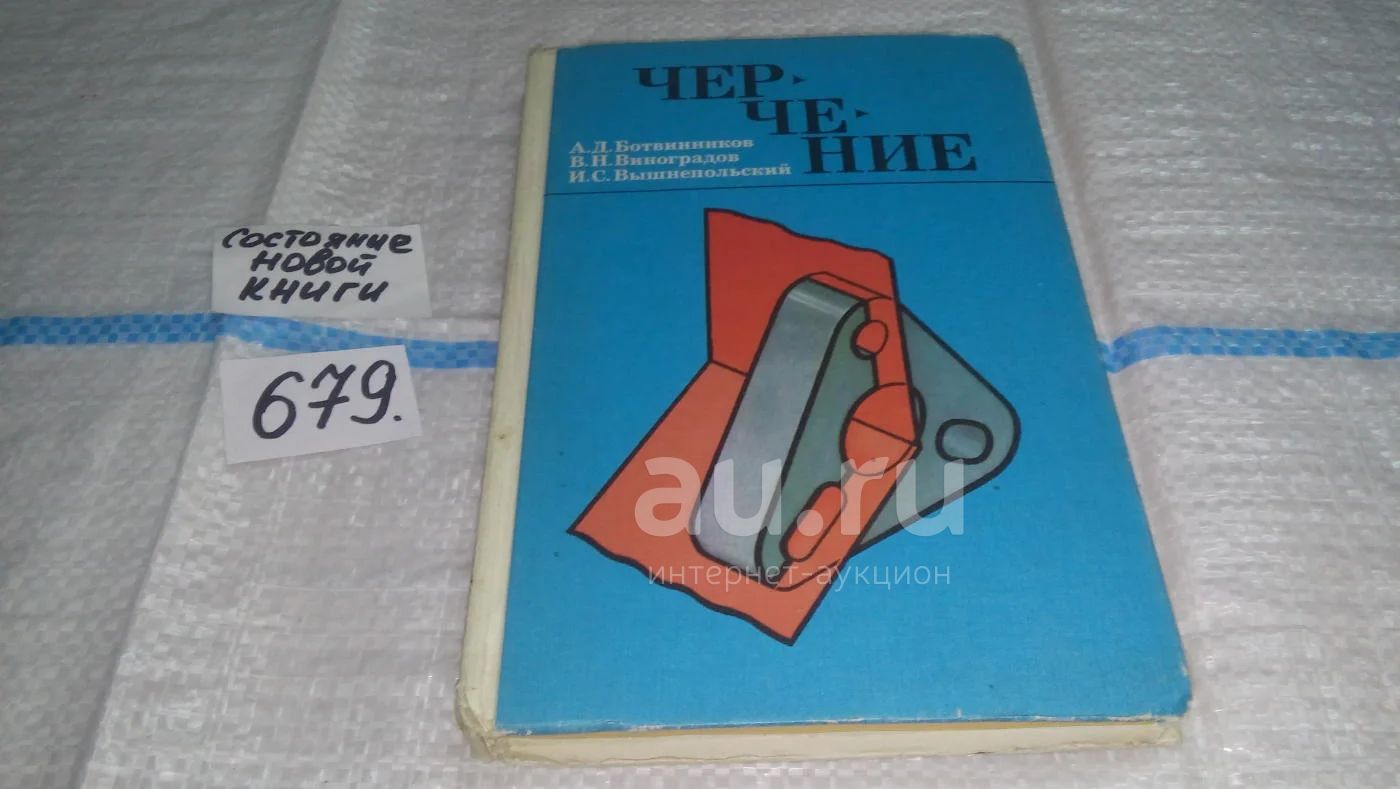 ЧЕР-
ЧЕ-
НИЕ
А.Д.Ботвинников
В.Н.Виноградов
И.С.Вышнепольский
Состояние
новой
книги
679.
au.ru
интернет-аукцион